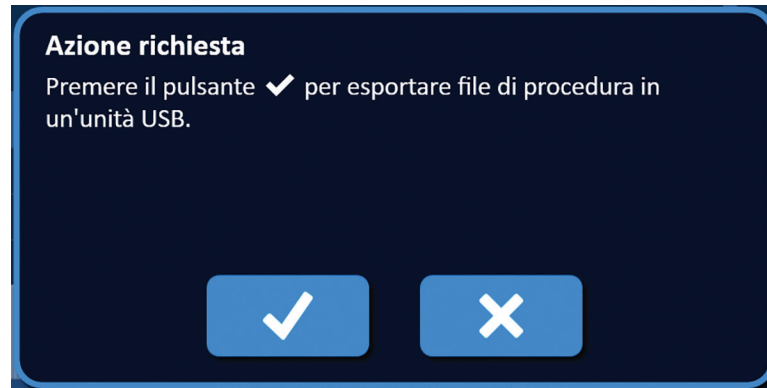 Azione richiesta
Premere il pulsante ✔ per esportare file di procedura in
un'unità USB.